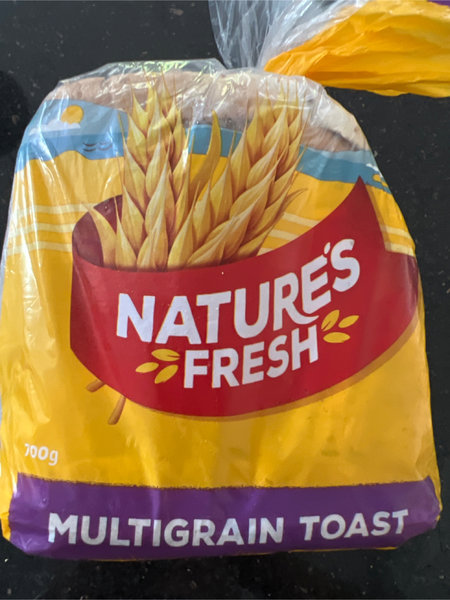 NATURE'S
FRESH
700g
MULTIGRAIN TOAST